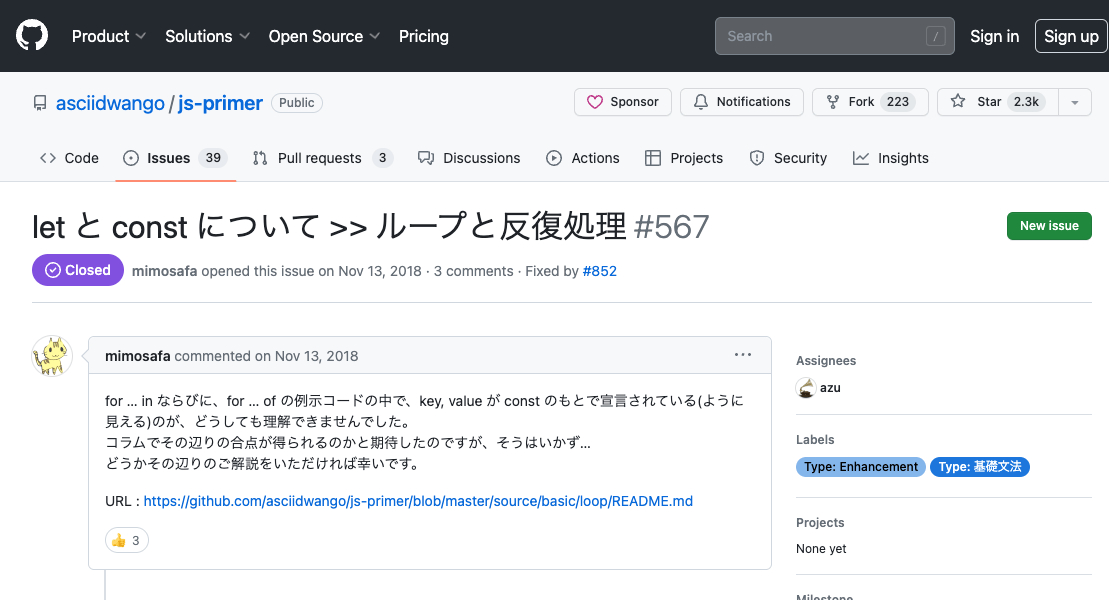 Product Solutions Open Source Pricing Search / Sign in Sign up
asciidwango / js-primer Public Sponsor Notifications Fork 223 Star 2.3k
Code Issues 39 Pull requests 3 Discussions Actions Projects Security Insights
let と const について >> ループと反復処理 #567 New issue
Closed mimosafa opened this issue on Nov 13, 2018 · 3 comments · Fixed by #852
mimosafa commented on Nov 13, 2018 ···
for ... in ならびに、for ... of の例示コードの中で、key, value が const のもとで宣言されている(ように
見える)のが、どうしても理解できませんでした。
コラムでその辺りの合点が得られるのかと期待したのですが、そうはいかず...
どうかその辺りのご解説をいただければ幸いです。
URL : https://github.com/asciidwango/js-primer/blob/master/source/basic/loop/README.md
👍 3
Assignees
azu
Labels
Type: Enhancement Type: 基礎文法
Projects
None yet
Milestone